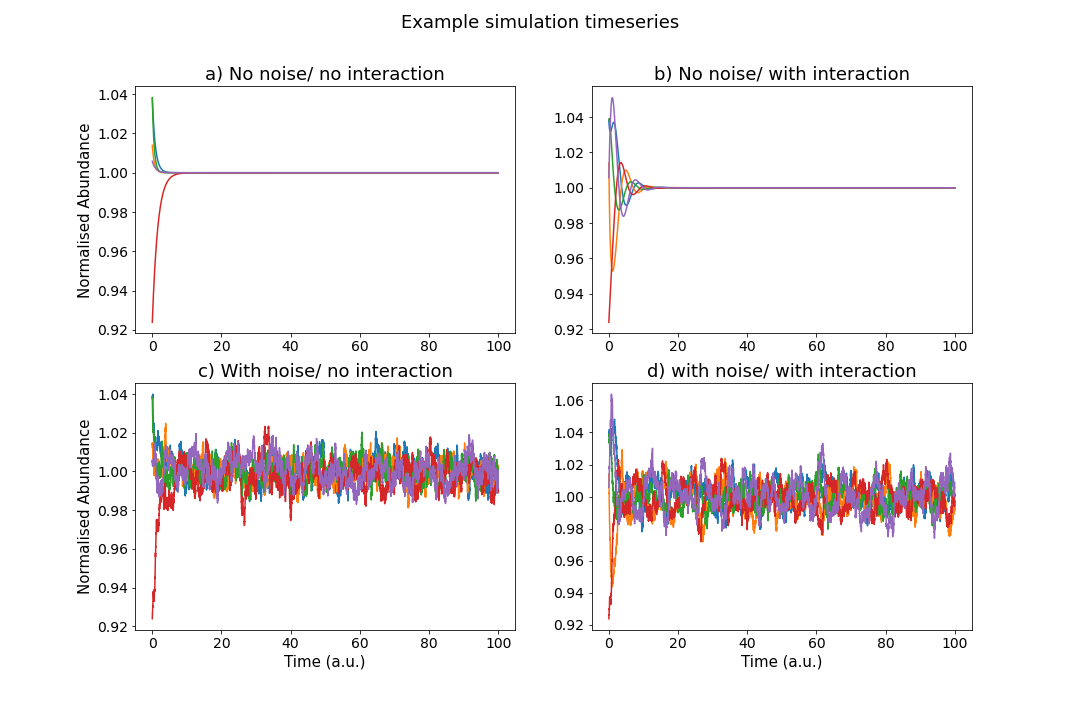 Example simulation timeseries
a) No noise/ no interaction
b) No noise/ with interaction
Normalised Abundance
1.04
1.02
1.00
0.98
0.96
0.94
0.92
0 20 40 60 80 100
1.04
1.02
1.00
0.98
0.96
0.94
0.92
0 20 40 60 80 100
c) With noise/ no interaction
d) with noise/ with interaction
Normalised Abundance
1.04
1.02
1.00
0.98
0.96
0.94
0.92
0 20 40 60 80 100
Time (a.u.)
1.06
1.04
1.02
1.00
0.98
0.96
0.94
0.92
0 20 40 60 80 100
Time (a.u.)